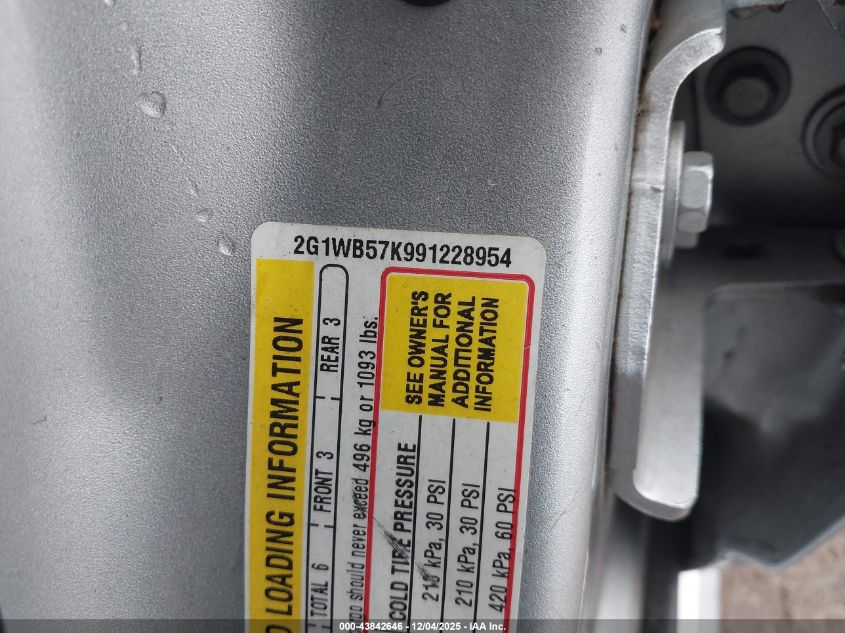 2G1WB57K991228954
LOADING INFORMATION
TOTAL 6 FRONT 3 REAR 3
should never exceed 496 kg or 1093 lbs.
COLD TIRE PRESSURE
SEE OWNER'S
MANUAL FOR
ADDITIONAL
INFORMATION
210 kPa, 30 PSI
210 kPa, 30 PSI
420 kPa, 60 PSI
000-43842646 - 12/04/2025 - IAA Inc.